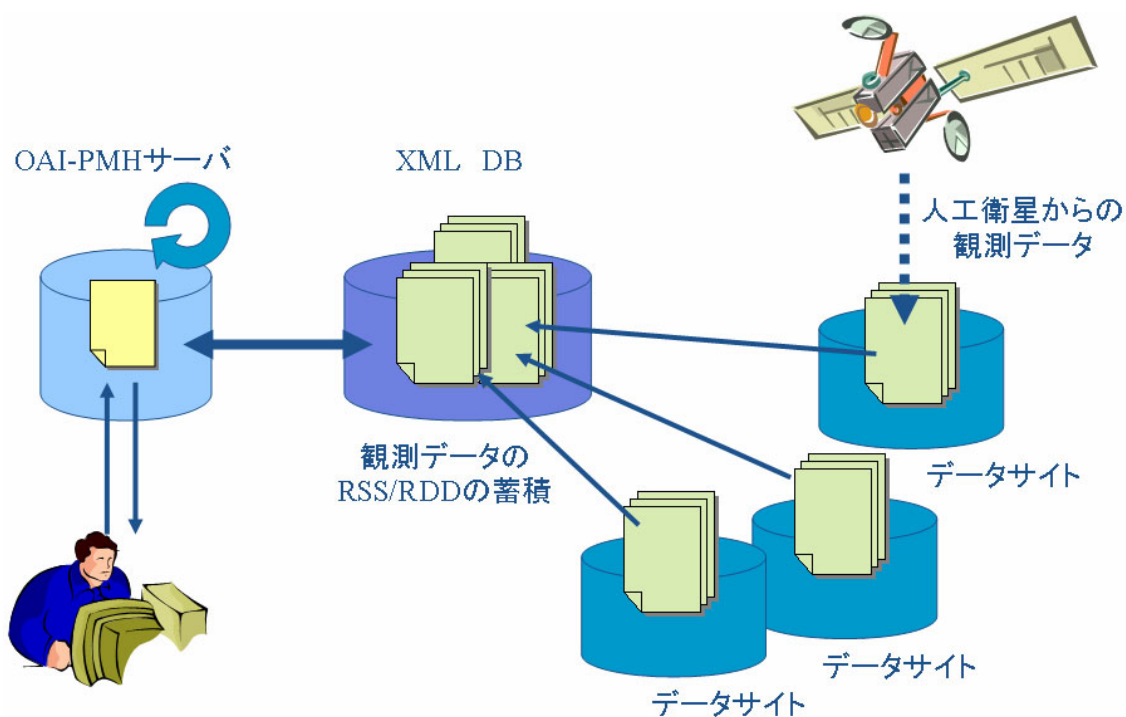 OAI-PMHサーバ
XML DB
人工衛星からの
観測データ
データサイト
観測データの
RSS/RDDの蓄積
データサイト
データサイト